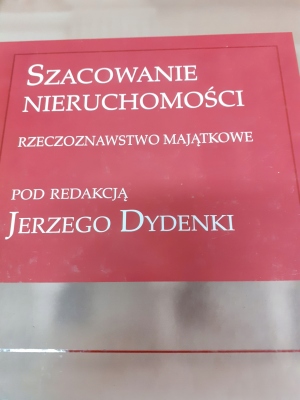 SZACOWANIE
NIERUCHOMOŚCI
RZECZOZNAWSTWO MAJĄTKOWE
POD REDAKCJĄ
JERZEGO DYDENKI